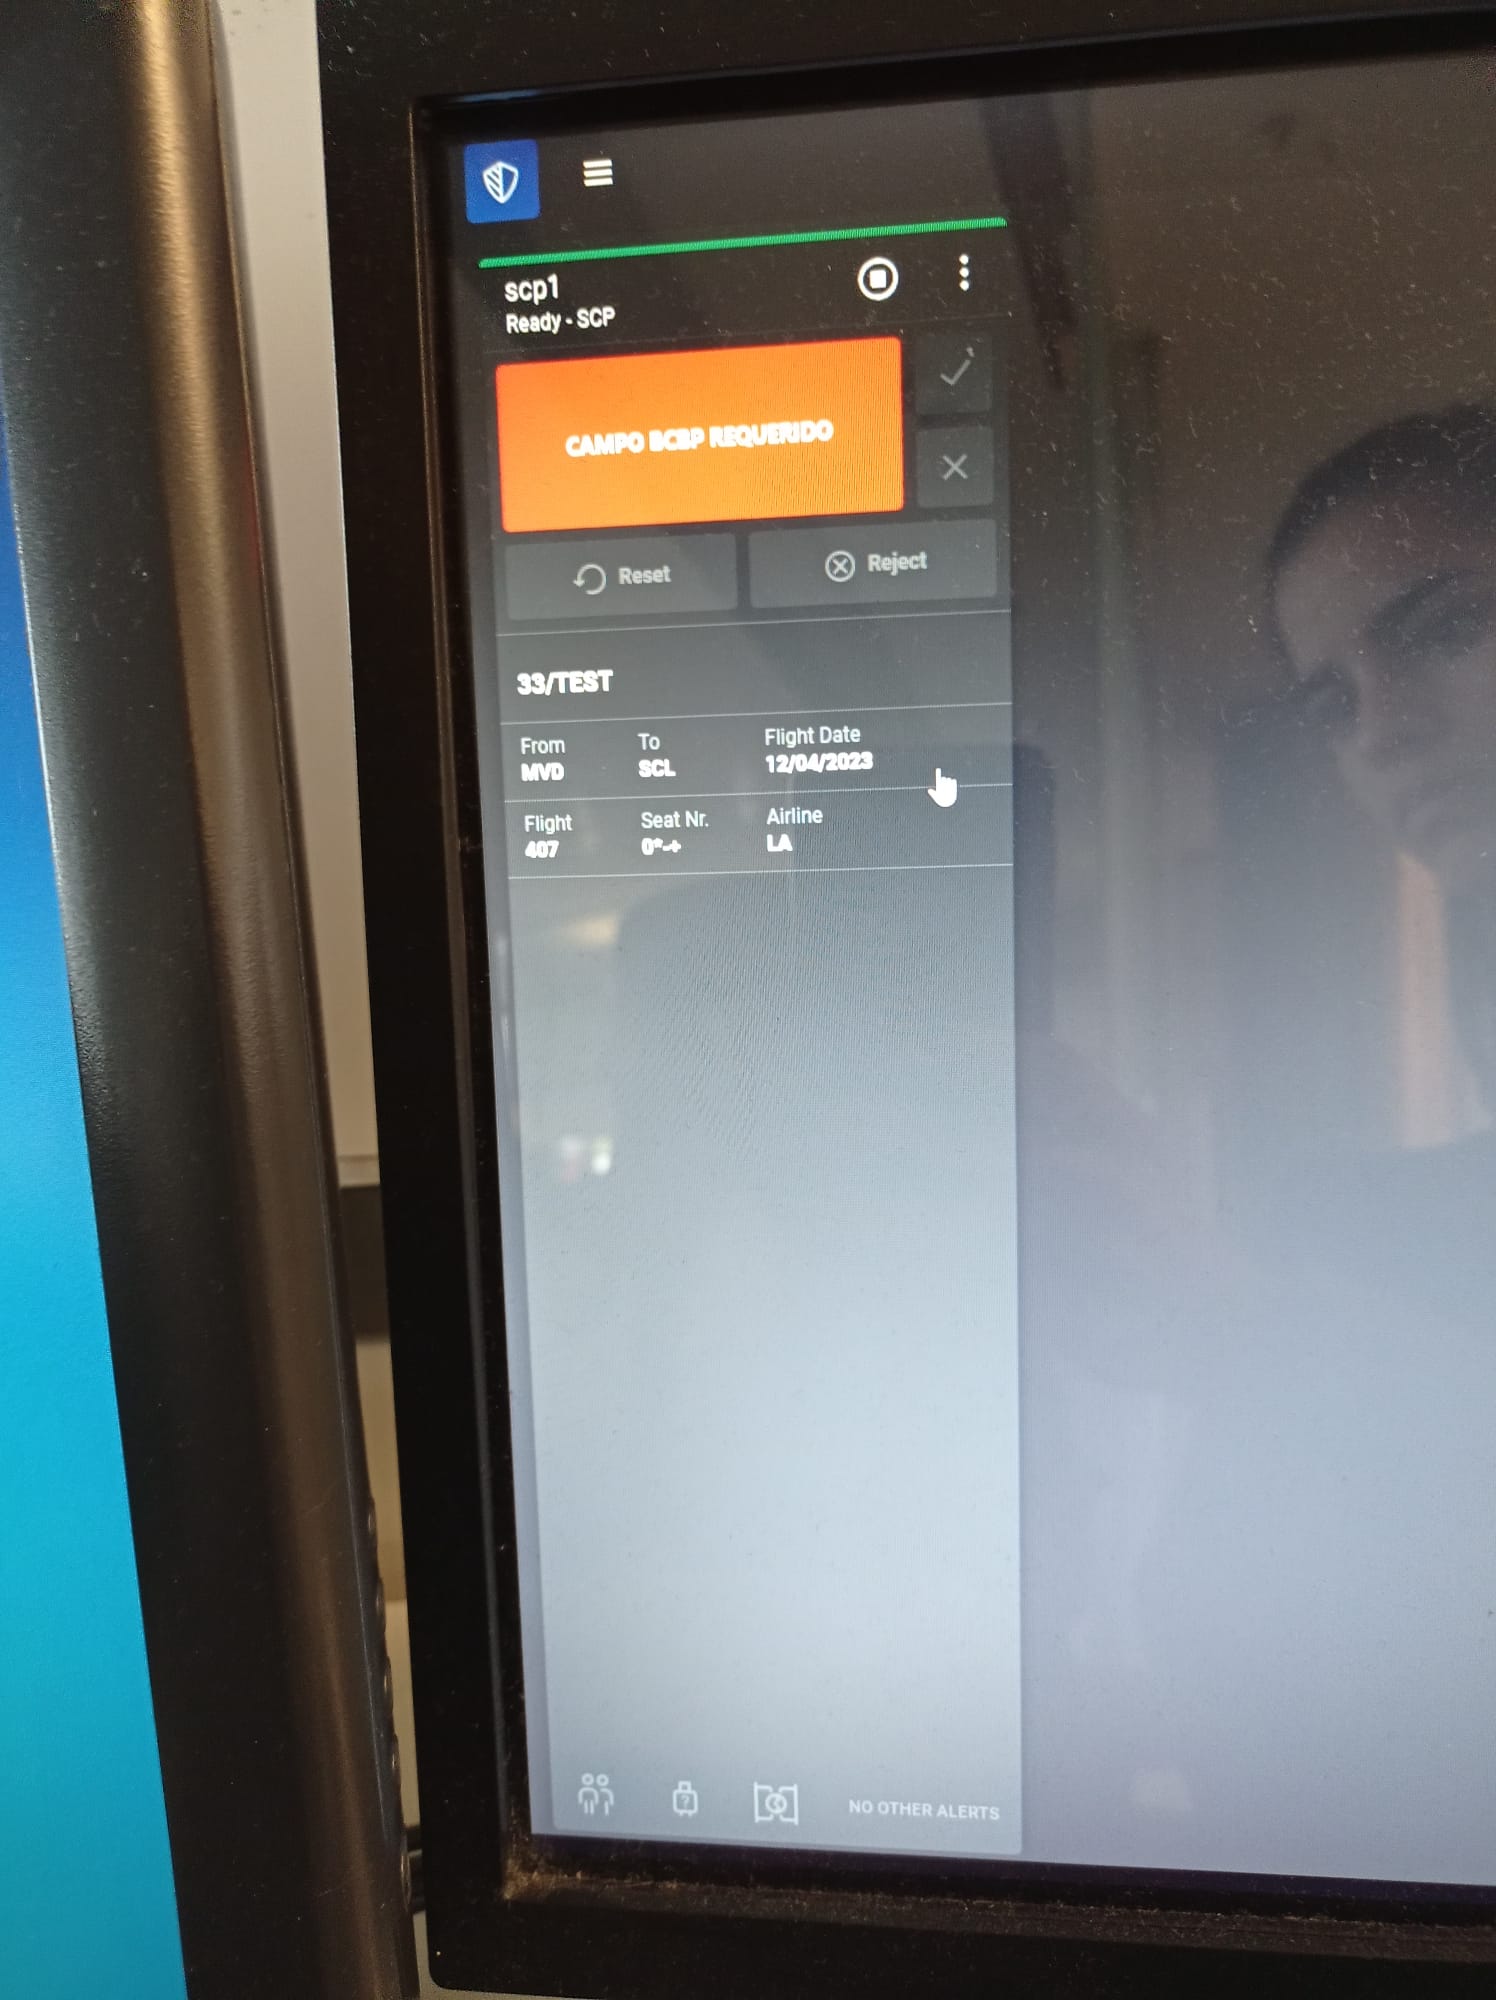 scp1
Ready - SCP
CAMPO BCBP REQUERIDO
Reset
Reject
33/TEST
From To Flight Date
MVD SCL 12/04/2023
Flight Seat Nr. Airline
407 0*-+ LA
NO OTHER ALERTS